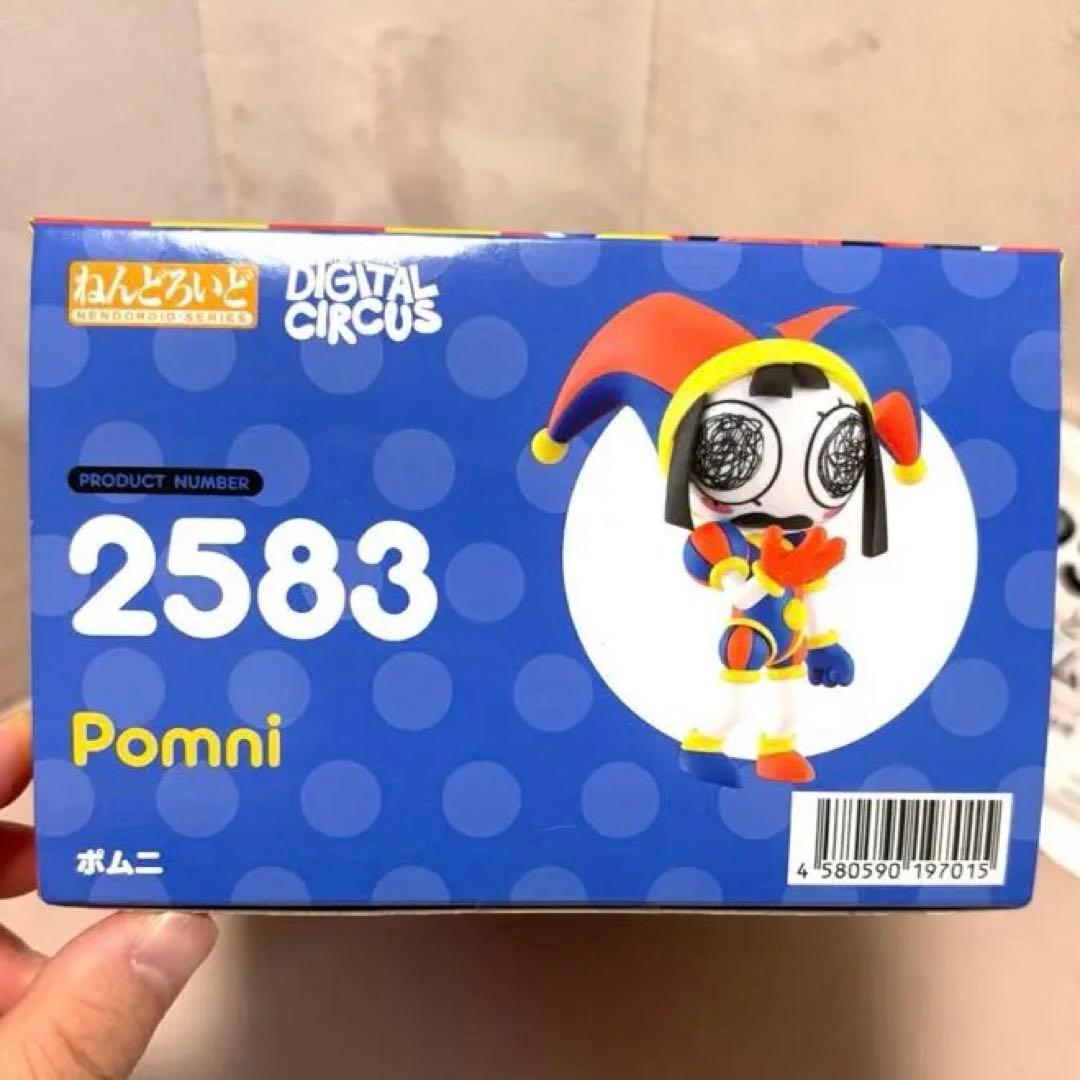 ねんどろいど
NENDOROID·SERIES
DIGITAL
CIRCUS
PRODUCT NUMBER
2583
Pomni
ポムニ
4 580590 197015